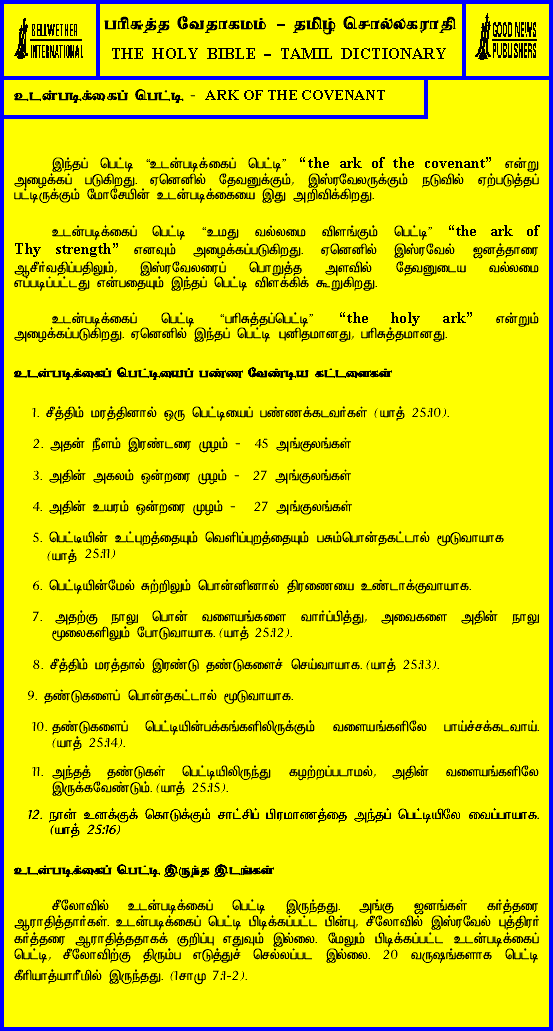 BELLWETHER
INTERNATIONAL
பரிசுத்த வேதாகமம் – தமிழ் சொல்லகராதி
THE HOLY BIBLE – TAMIL DICTIONARY
GOOD NEWS
PUBLISHERS
உடன்படிக்கைப் பெட்டி - ARK OF THE COVENANT
இந்தப் பெட்டி “உடன்படிக்கைப் பெட்டி” “the ark of the covenant” என்று
அழைக்கப் படுகிறது. ஏனெனில் தேவனுக்கும், இஸ்ரவேலருக்கும் நடுவில் ஏற்படுத்தப்
பட்டிருக்கும் மோசேயின் உடன்படிக்கையை இது அறிவிக்கிறது.
உடன்படிக்கைப் பெட்டி “உமது வல்லமை விளங்கும் பெட்டி” “the ark of
Thy strength” எனவும் அழைக்கப்படுகிறது. ஏனெனில் இஸ்ரவேல் ஜனத்தாரை
ஆசீர்வதிப்பதிலும், இஸ்ரவேலரைப் பொறுத்த அளவில் தேவனுடைய வல்லமை
எப்படிப்பட்டது என்பதையும் இந்தப் பெட்டி விளக்கிக் கூறுகிறது.
உடன்படிக்கைப் பெட்டி “பரிசுத்தப்பெட்டி” “the holy ark” என்றும்
அழைக்கப்படுகிறது. ஏனெனில் இந்தப் பெட்டி புனிதமானது, பரிசுத்தமானது.
உடன்படிக்கைப் பெட்டியைப் பண்ண வேண்டிய கட்டளைகள்
1. சீத்திம் மரத்தினால் ஒரு பெட்டியைப் பண்ணக்கடவர்கள் (யாத் 25:10).
2. அதன் நீளம் இரண்டரை முழம் - 45 அங்குலங்கள்
3. அதின் அகலம் ஒன்றரை முழம் - 27 அங்குலங்கள்
4. அதின் உயரம் ஒன்றரை முழம் - 27 அங்குலங்கள்
5. பெட்டியின் உட்புறத்தையும் வெளிப்புறத்தையும் பசும்பொன்தகட்டால் மூடுவாயாக
(யாத் 25:11)
6. பெட்டியின்மேல் சுற்றிலும் பொன்னினால் திரணையை உண்டாக்குவாயாக.
7. அதற்கு நாலு பொன் வளையங்களை வார்ப்பித்து, அவைகளை அதின் நாலு
மூலைகளிலும் போடுவாயாக. (யாத் 25:12).
8. சீத்திம் மரத்தால் இரண்டு தண்டுகளைச் செய்வாயாக. (யாத் 25:13).
9. தண்டுகளைப் பொன்தகட்டால் மூடுவாயாக.
10. தண்டுகளைப் பெட்டியின்பக்கங்களிலிருக்கும் வளையங்களிலே பாய்ச்சக்கடவாய்.
(யாத் 25:14).
11. அந்தத் தண்டுகள் பெட்டியிலிருந்து கழற்றப்படாமல், அதின் வளையங்களிலே
இருக்கவேண்டும். (யாத் 25:15).
12. நான் உனக்குக் கொடுக்கும் சாட்சிப் பிரமாணத்தை அந்தப் பெட்டியிலே வைப்பாயாக.
(யாத் 25:16)
உடன்படிக்கைப் பெட்டி இருந்த இடங்கள்
சீலோவில் உடன்படிக்கைப் பெட்டி இருந்தது. அங்கு ஜனங்கள் கர்த்தரை
ஆராதித்தார்கள். உடன்படிக்கைப் பெட்டி பிடிக்கப்பட்ட பின்பு, சீலோவில் இஸ்ரவேல் புத்திரர்
கர்த்தரை ஆராதித்ததாகக் குறிப்பு எதுவும் இல்லை. மேலும் பிடிக்கப்பட்ட உடன்படிக்கைப்
பெட்டி, சீலோவிற்கு திரும்ப எடுத்துச் செல்லப்பட இல்லை. 20 வருஷங்களாக பெட்டி
கீரியாத்யாரீமில் இருந்தது. (1சாமு 7:1-2).